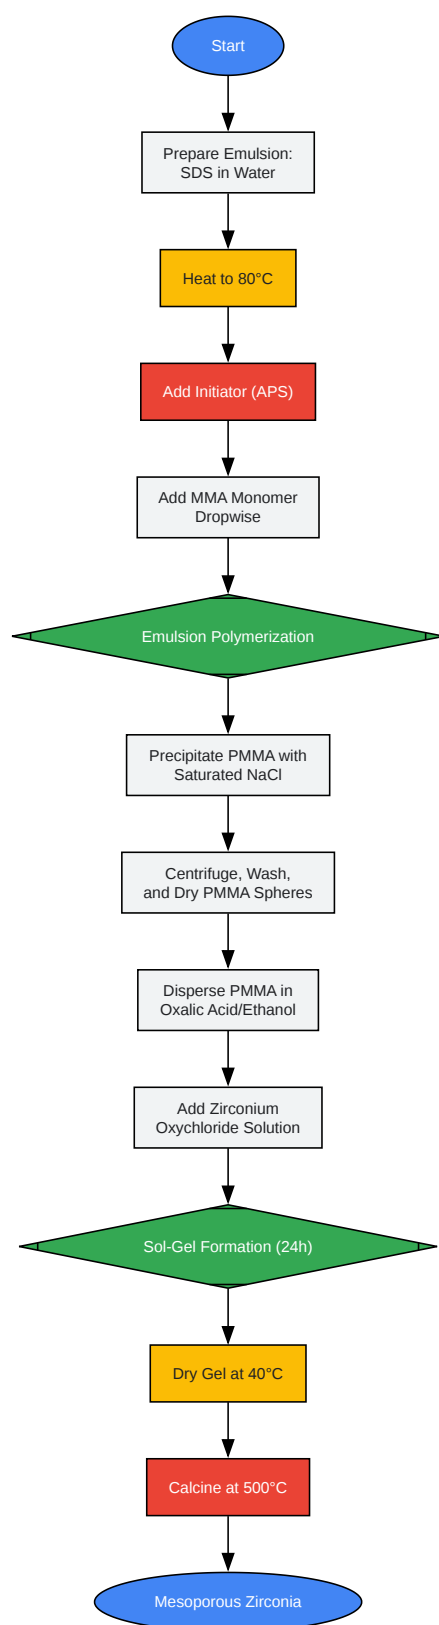 Start
Prepare Emulsion:
SDS in Water
Heat to 80°C
Add Initiator (APS)
Add MMA Monomer
Dropwise
Emulsion Polymerization
Precipitate PMMA with
Saturated NaCl
Centrifuge, Wash,
and Dry PMMA Spheres
Disperse PMMA in
Oxalic Acid/Ethanol
Add Zirconium
Oxychloride Solution
Sol-Gel Formation (24h)
Dry Gel at 40°C
Calcine at 500°C
Mesoporous Zirconia